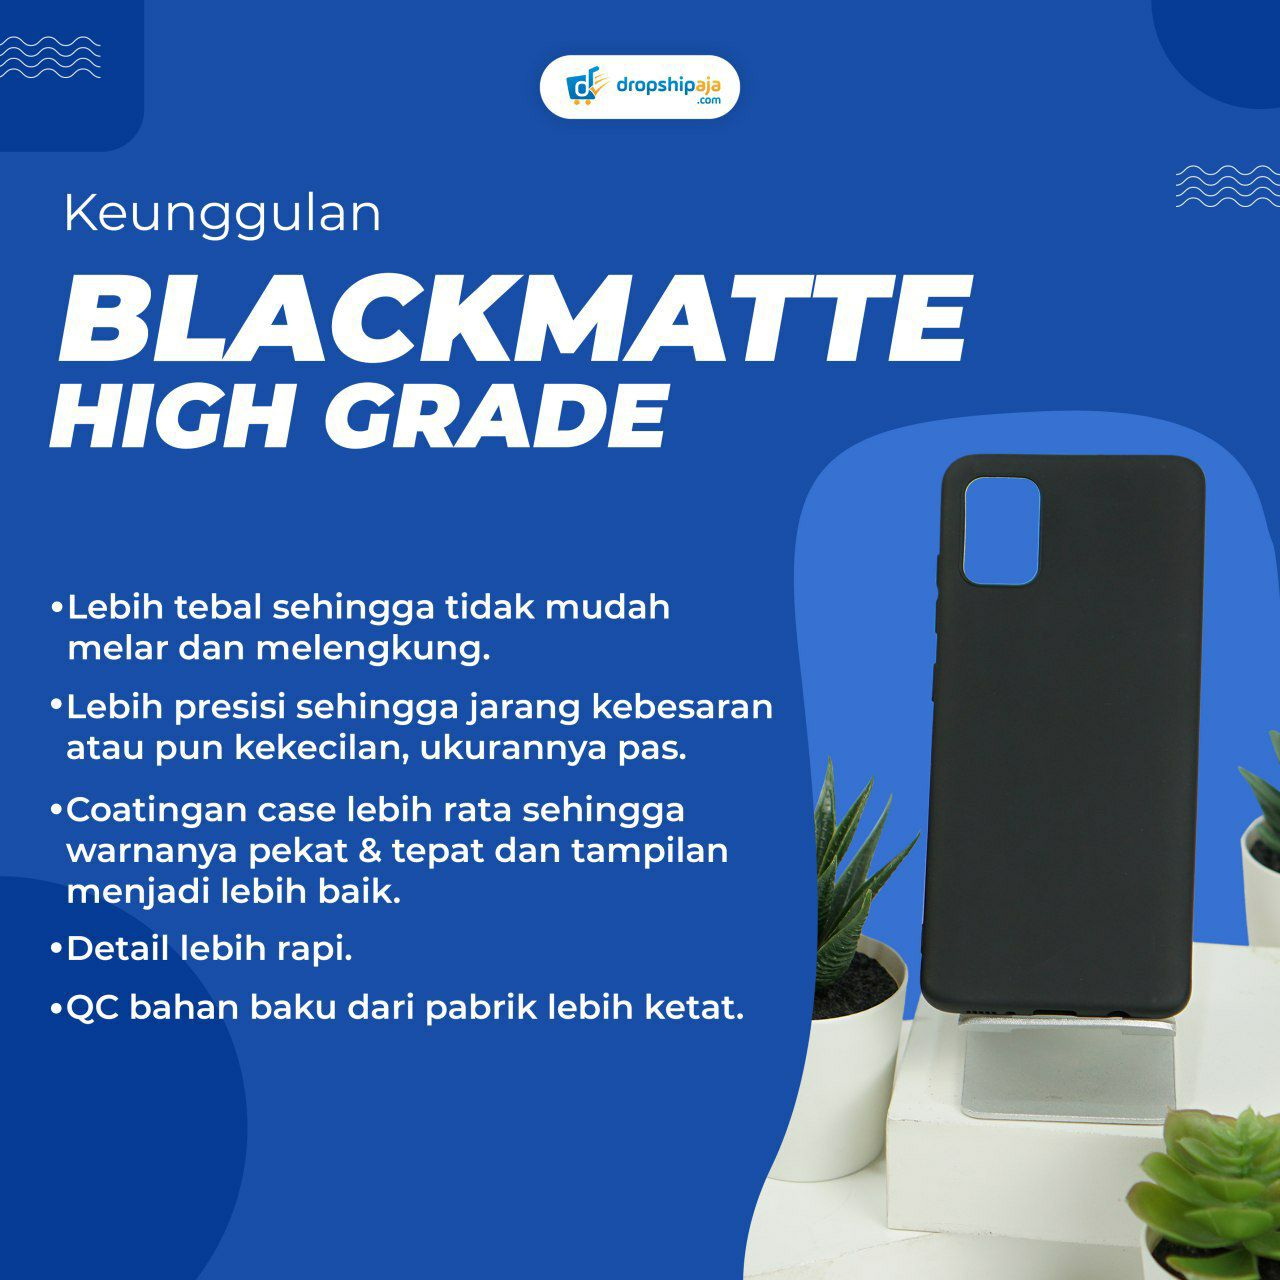 dropshipaja
.com
Keunggulan
BLACKMATTE
HIGH GRADE
•Lebih tebal sehingga tidak mudah
melar dan melengkung.
•Lebih presisi sehingga jarang kebesaran
atau pun kekecilan, ukurannya pas.
•Coatingan case lebih rata sehingga
warnanya pekat & tepat dan tampilan
menjadi lebih baik.
•Detail lebih rapi.
•QC bahan baku dari pabrik lebih ketat.